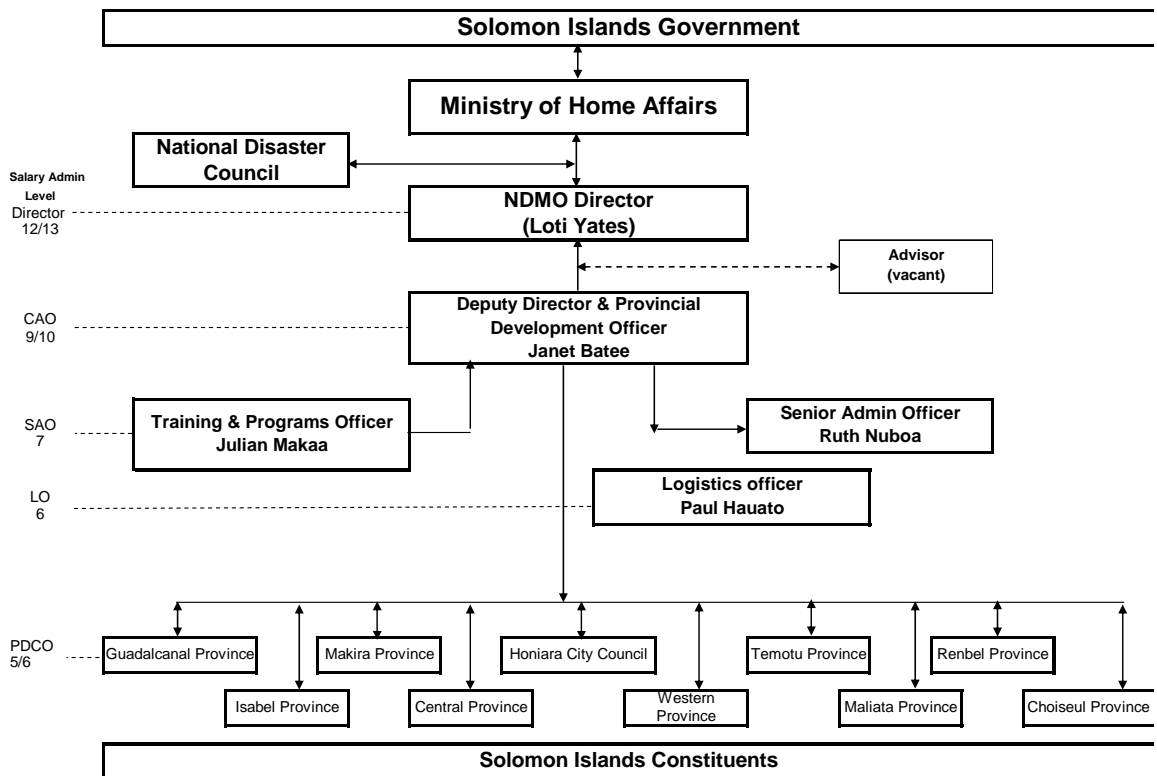 Solomon Islands Government
Ministry of Home Affairs
National Disaster
Council
Salary Admin
Level
Director
12/13
NDMO Director
(Loti Yates)
Advisor
(vacant)
CAO
9/10
Deputy Director & Provincial
Development Officer
Janet Batee
SAO
7
Training & Programs Officer
Julian Makaa
Senior Admin Officer
Ruth Nuboa
LO
6
Logistics officer
Paul Hauato
PDCO
5/6
Guadalcanal Province
Makira Province
Honiara City Council
Temotu Province
Renbel Province
Isabel Province
Central Province
Western
Province
Maliata Province
Choiseul Province
Solomon Islands Constituents